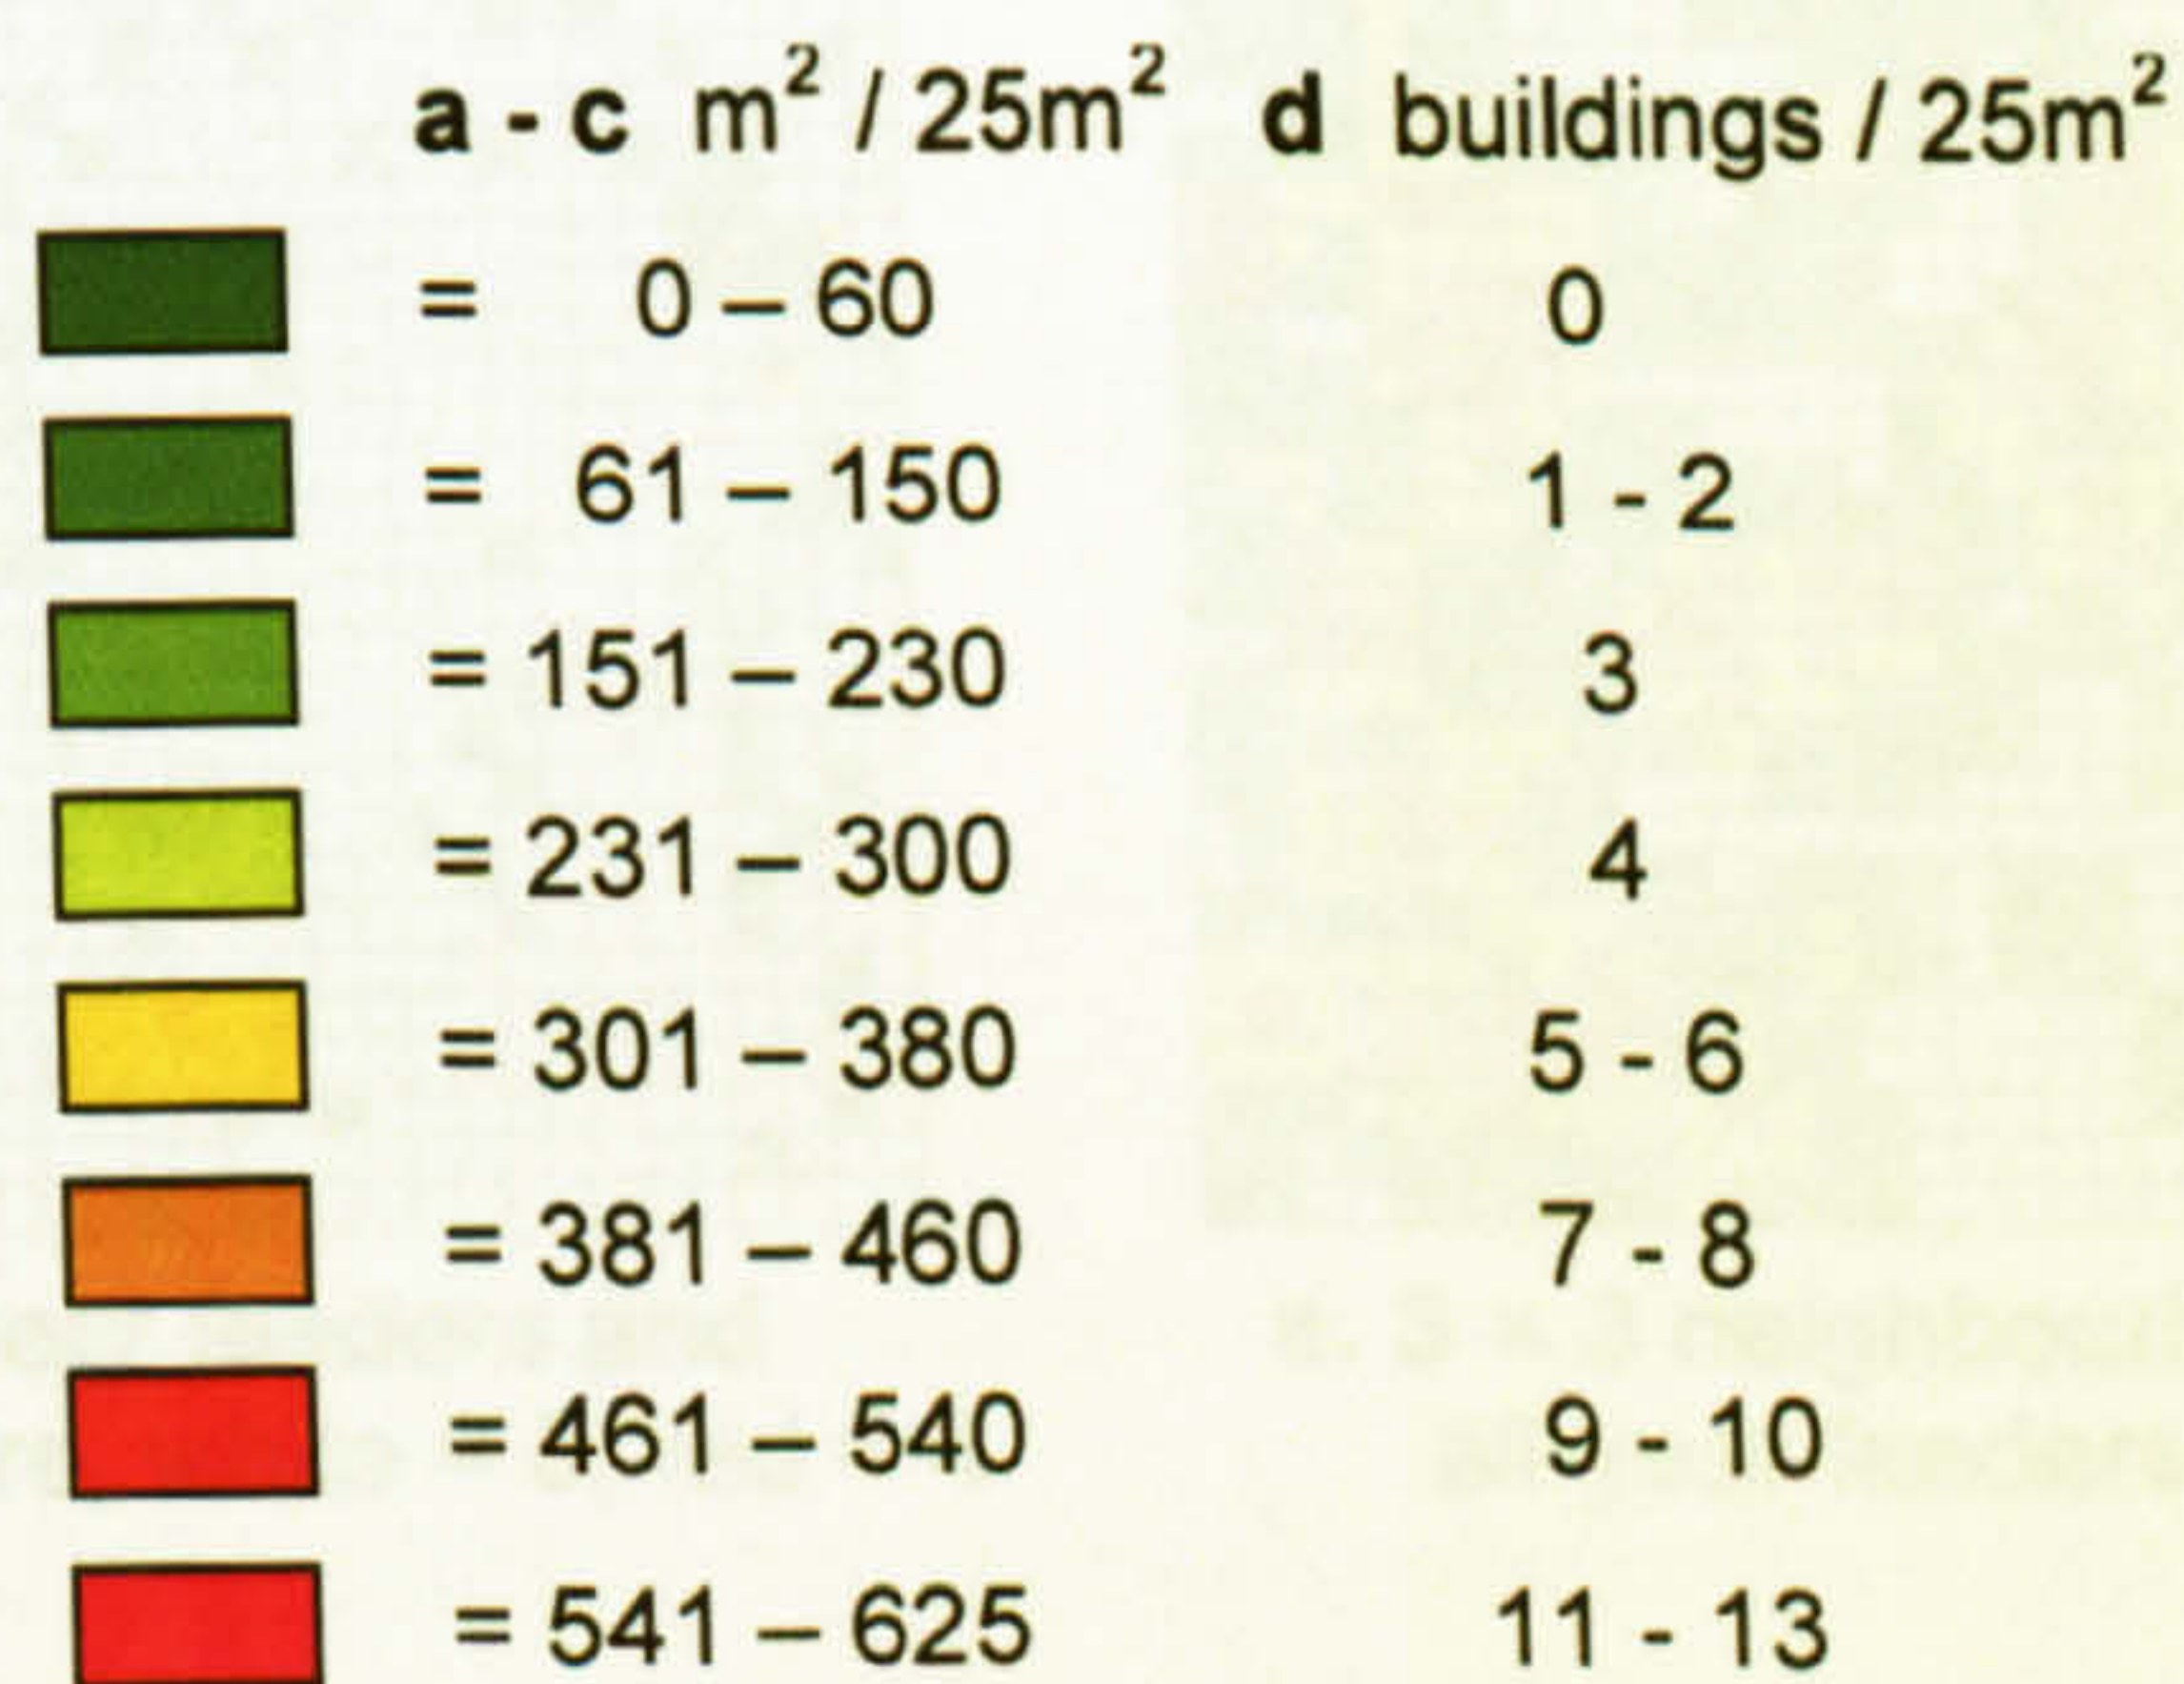 a - c m² / 25m² d buildings / 25m²
= 0 – 60 0
= 61 – 150 1 - 2
= 151 – 230 3
= 231 – 300 4
= 301 – 380 5 - 6
= 381 – 460 7 - 8
= 461 – 540 9 - 10
= 541 – 625 11 - 13